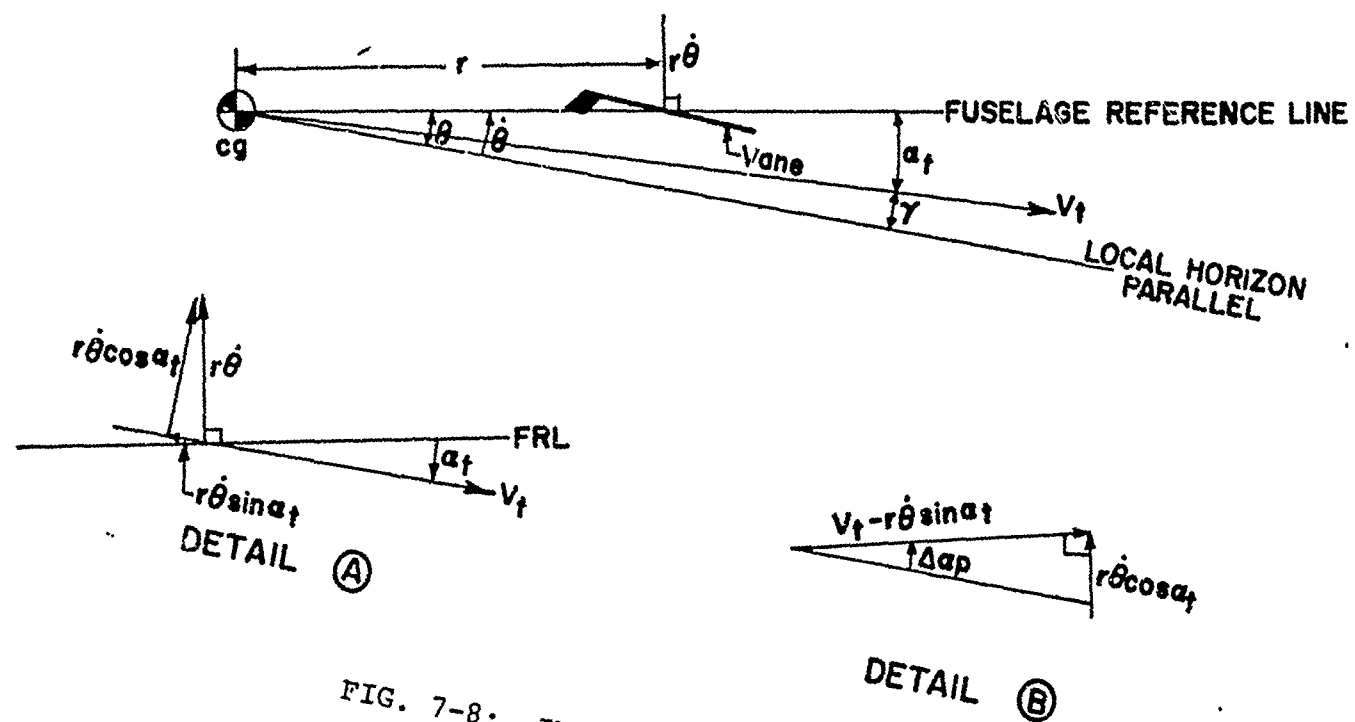 r
rθ̇
FUSELAGE REFERENCE LINE
cg
θ
θ̇
Vane
αt
Vt
γ
LOCAL HORIZON
PARALLEL
rθ̇cosαt
rθ̇
FRL
αt
Vt
rθ̇sinαt
DETAIL Ⓐ
Vt-rθ̇sinαt
Δαp
rθ̇cosαt
DETAIL Ⓑ
FIG. 7-8.